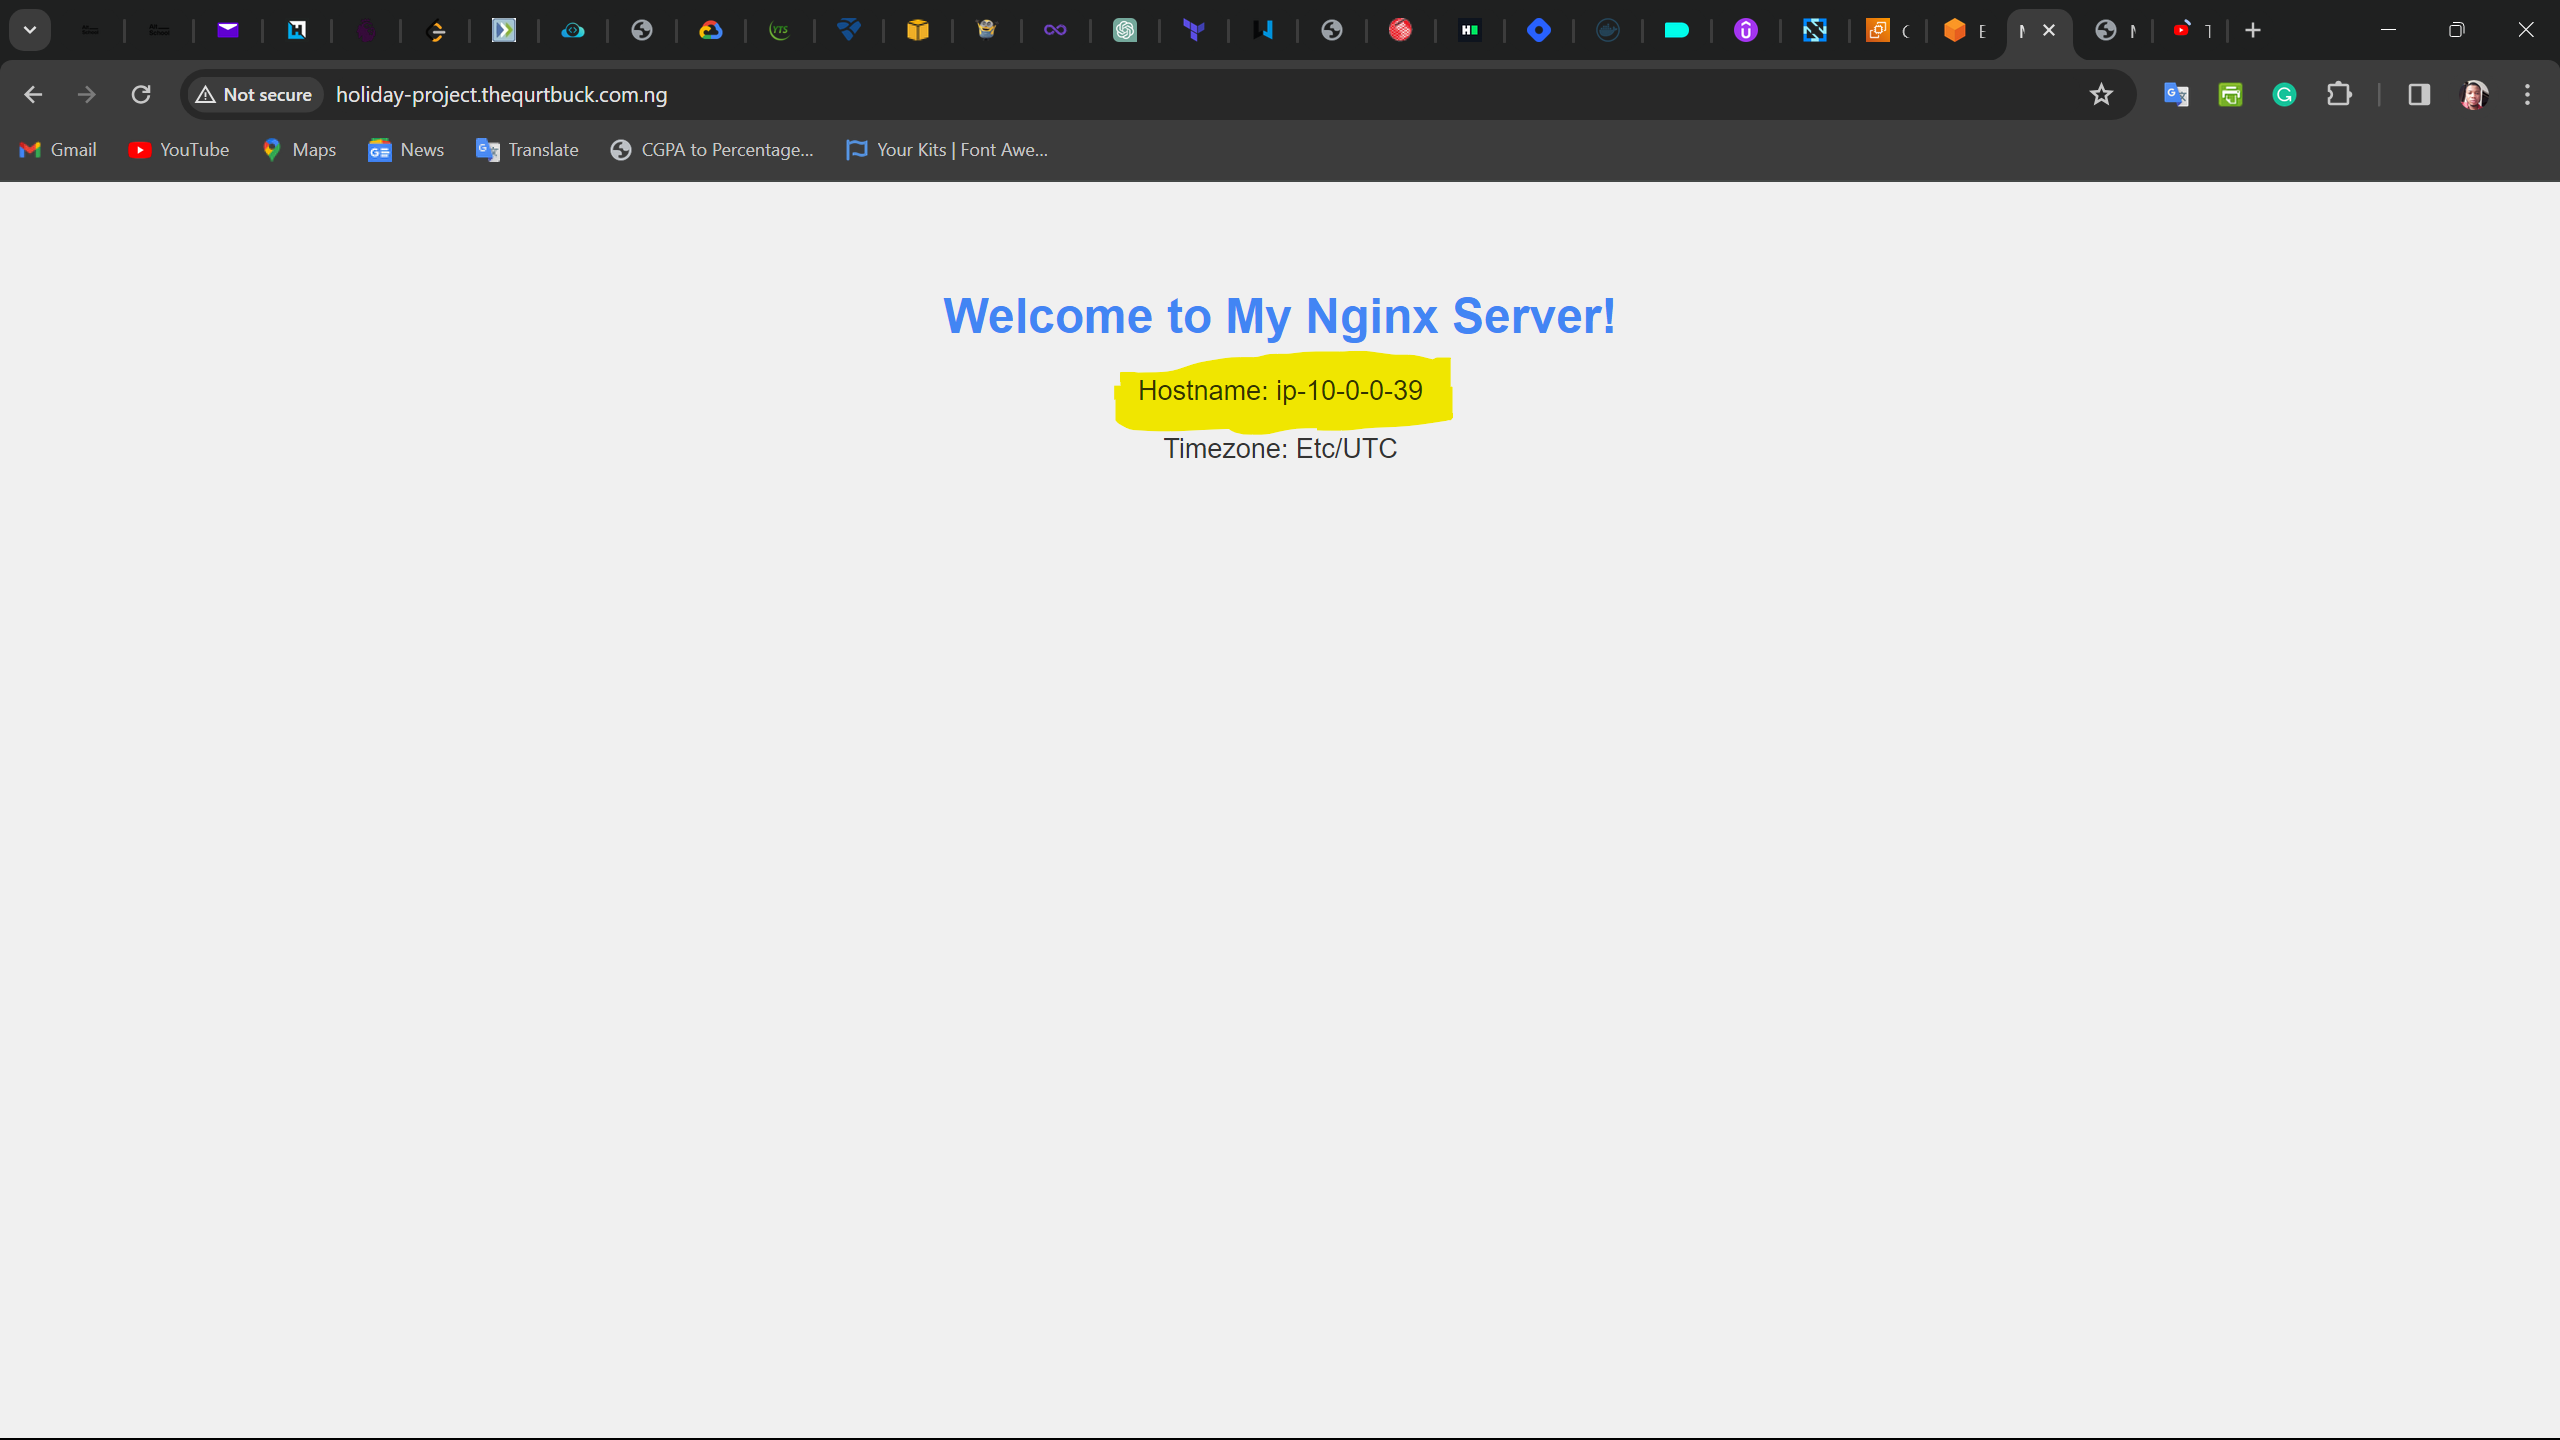 YTS
Not secure
holiday-project.thequrtbuck.com.ng
Gmail
YouTube
Maps
News
Translate
CGPA to Percentage...
Your Kits | Font Awe...
Welcome to My Nginx Server!
Hostname: ip-10-0-0-39
Timezone: Etc/UTC